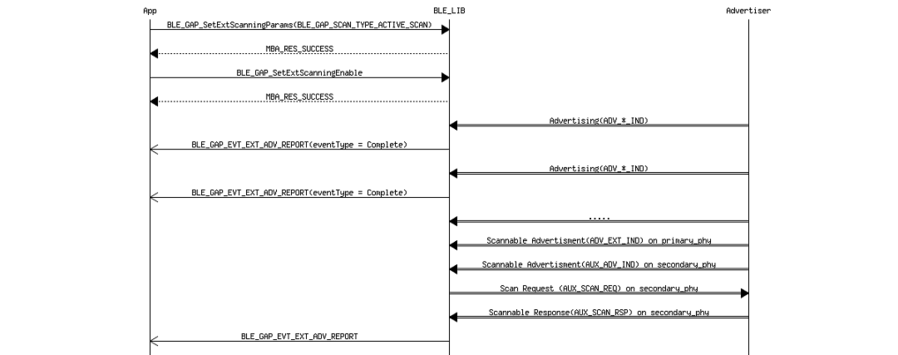 App BLE_LIB Advertiser
BLE_GAP_SetExtScanningParams(BLE_GAP_SCAN_TYPE_ACTIVE_SCAN)
MBA_RES_SUCCESS
BLE_GAP_SetExtScanningEnable
MBA_RES_SUCCESS
Advertising(ADV_*_IND)
BLE_GAP_EVT_EXT_ADV_REPORT(eventType = Complete)
Advertising(ADV_*_IND)
BLE_GAP_EVT_EXT_ADV_REPORT(eventType = Complete)
.....
Scannable Advertisment(ADV_EXT_IND) on primary_phy
Scannable Advertisment(AUX_ADV_IND) on secondary_phy
Scan Request (AUX_SCAN_REQ) on secondary_phy
Scannable Response(AUX_SCAN_RSP) on secondary_phy
BLE_GAP_EVT_EXT_ADV_REPORT